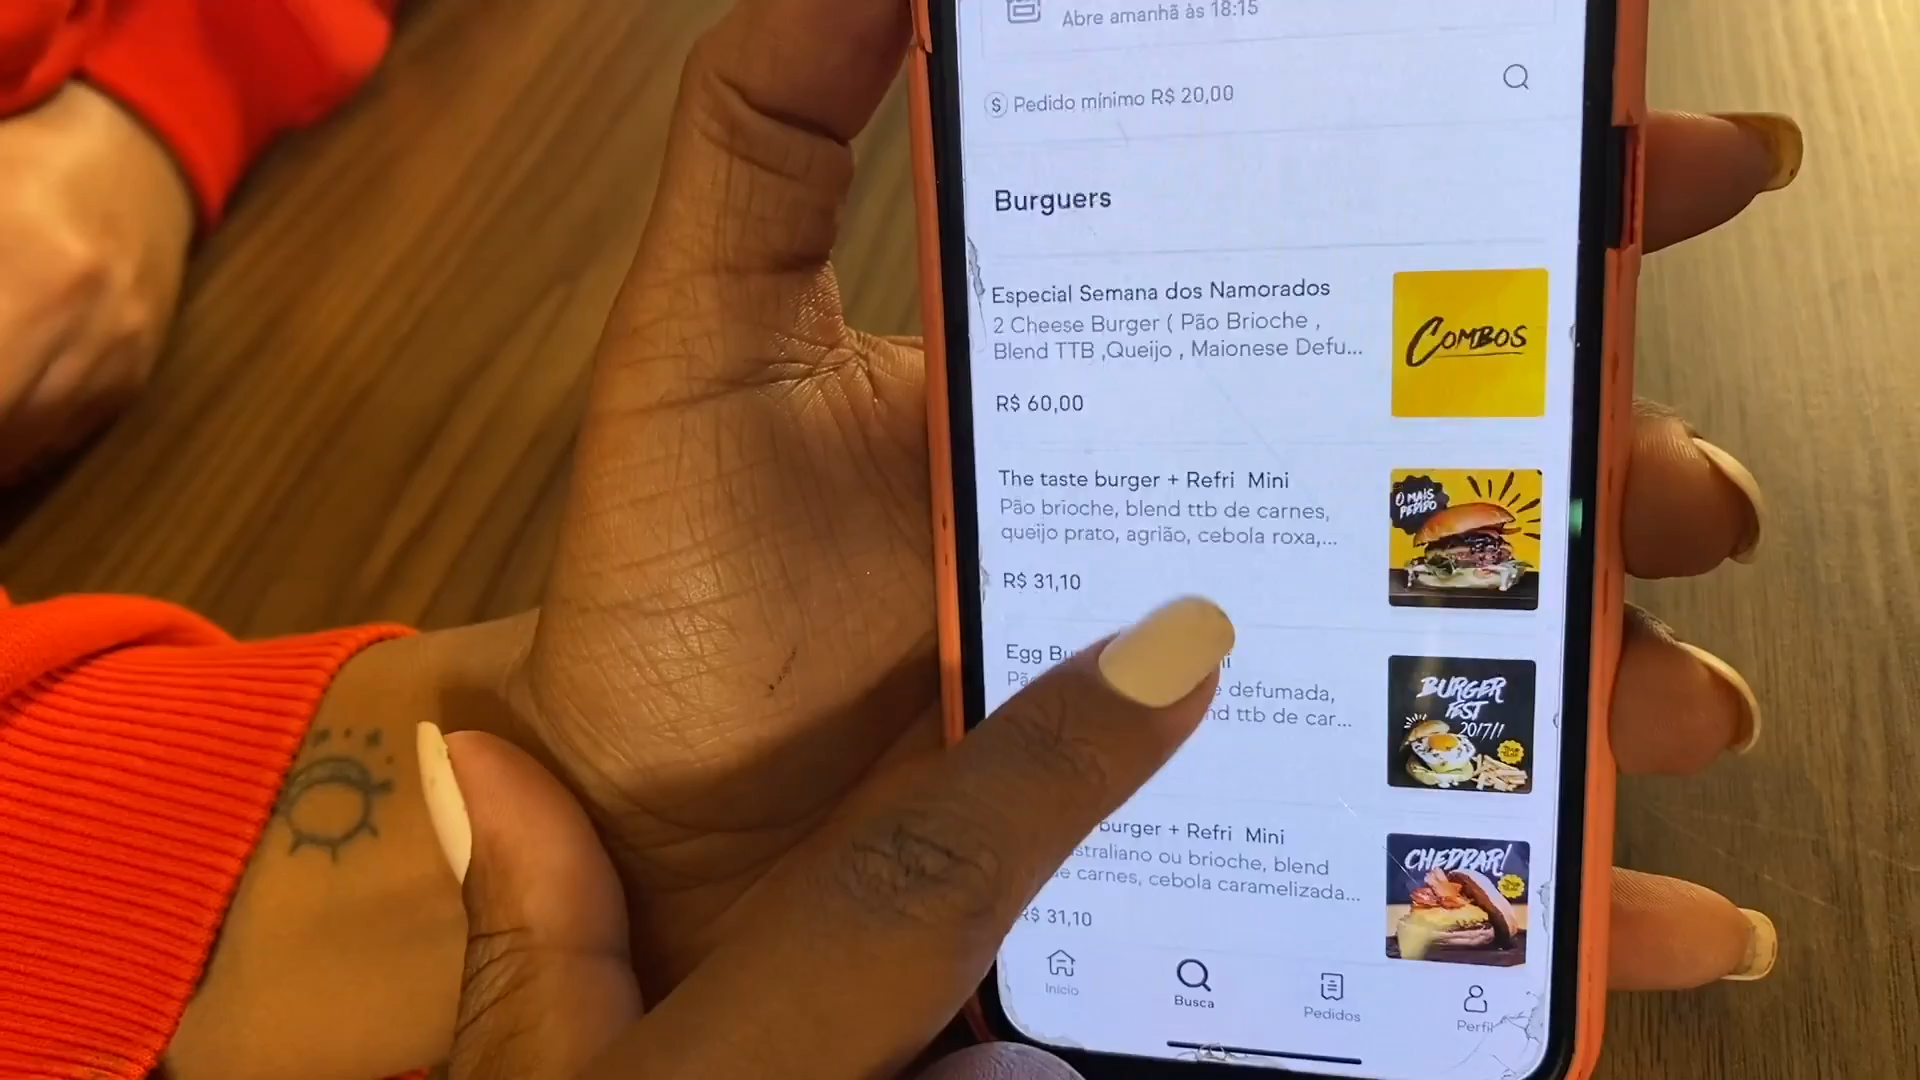 Abre amanhã às 18:15
Pedido mínimo R$ 20,00
Burguers
Especial Semana dos Namorados
2 Cheese Burger ( Pão Brioche ,
Blend TTB ,Queijo , Maionese Defu...
R$ 60,00
COMBOS
The taste burger + Refri Mini
Pão brioche, blend ttb de carnes,
queijo prato, agrião, cebola roxa,...
R$ 31,10
O MAIS
PEDIDO
Egg
defumada,
ttb de car...
BURGER
FEST
20/7/1
burger + Refri Mini
ou brioche, blend
carnes, cebola caramelizada...
R$ 31,10
CHEDDAR!
Início
Busca
Pedidos
Perfil